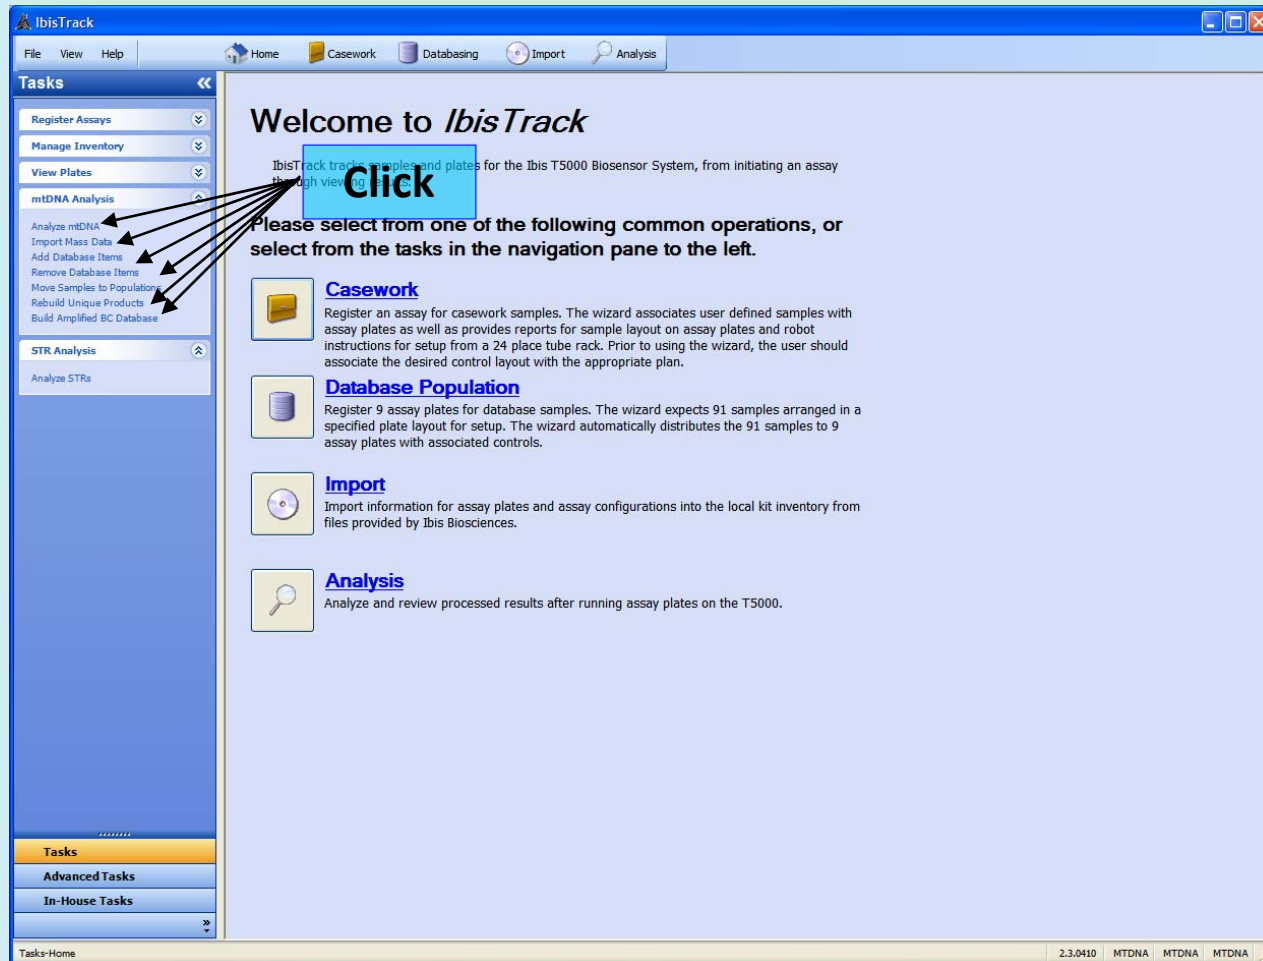 IbisTrack
File View Help Home Casework Databasing Import Analysis
Tasks
Register Assays
Manage Inventory
View Plates
mtDNA Analysis
Analyze mtDNA
Import Mass Data
Add Database Items
Remove Database Items
Move Samples to Populations
Rebuild Unique Products
Build Amplified BC Database
STR Analysis
Analyze STRs
Tasks
Advanced Tasks
In-House Tasks
Welcome to IbisTrack
IbisTrack tracks samples and plates for the Ibis T5000 Biosensor System, from initiating an assay
through viewing results.
Click
Please select from one of the following common operations, or
select from the tasks in the navigation pane to the left.
Casework
Register an assay for casework samples. The wizard associates user defined samples with
assay plates as well as provides reports for sample layout on assay plates and robot
instructions for setup from a 24 place tube rack. Prior to using the wizard, the user should
associate the desired control layout with the appropriate plan.
Database Population
Register 9 assay plates for database samples. The wizard expects 91 samples arranged in a
specified plate layout for setup. The wizard automatically distributes the 91 samples to 9
assay plates with associated controls.
Import
Import information for assay plates and assay configurations into the local kit inventory from
files provided by Ibis Biosciences.
Analysis
Analyze and review processed results after running assay plates on the T5000.
Tasks-Home 2.3.0410 MTDNA MTDNA MTDNA